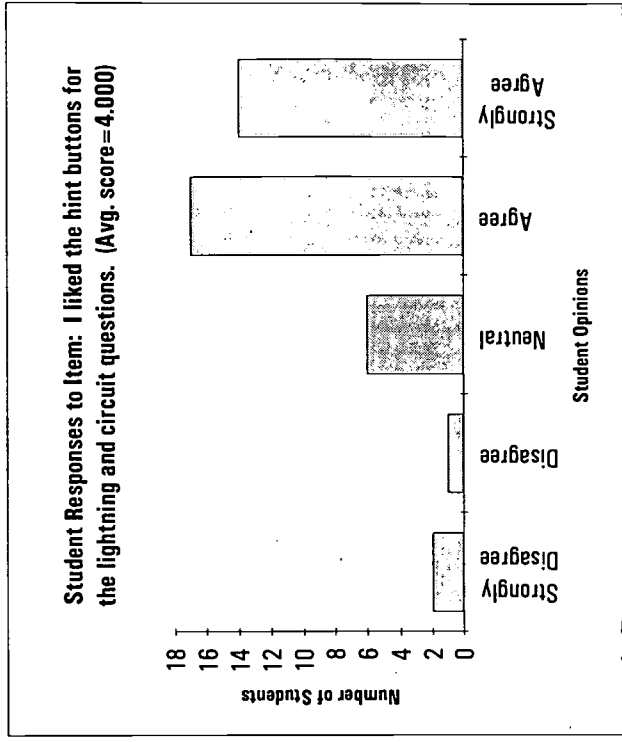 Student Responses to Item: I liked the hint buttons for
the lightning and circuit questions. (Avg. score=4.000)
Number of Students
18
16
14
12
10
8
6
4
2
0
Strongly
Disagree
Disagree
Neutral
Agree
Strongly
Agree
Student Opinions